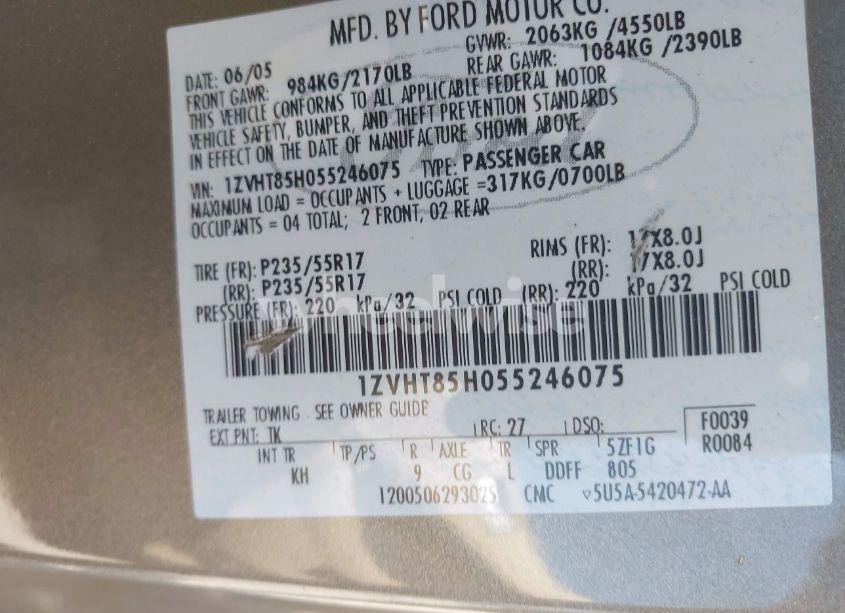 MFD. BY FORD MOTOR CO.
DATE: 06/05 GVWR: 2063KG /4550LB
FRONT GAWR: 984KG/2170LB REAR GAWR: 1084KG /2390LB
THIS VEHICLE CONFORMS TO ALL APPLICABLE FEDERAL MOTOR
VEHICLE SAFETY, BUMPER, AND THEFT PREVENTION STANDARDS
IN EFFECT ON THE DATE OF MANUFACTURE SHOWN ABOVE.
VIN: 1ZVHT85H055246075 TYPE: PASSENGER CAR
MAXIMUM LOAD = OCCUPANTS + LUGGAGE =317KG/0700LB
OCCUPANTS = 04 TOTAL; 2 FRONT, 02 REAR
TIRE (FR): P235/55R17 RIMS (FR): 17X8.0J
(RR): P235/55R17 (RR): 17X8.0J
PRESSURE (FR): 220 kPa/32 PSI COLD (RR): 220 kPa/32 PSI COLD
wheelwise
1ZVHT85H055246075
TRAILER TOWING - SEE OWNER GUIDE
EXT PNT: TK RC: 27 DSO: F0039
INT TR TP/PS R AXLE TR SPR 5ZF1G R0084
KH 9 CG L DDFF 805
1200506293025 CMC ▽5U5A-5420472-AA